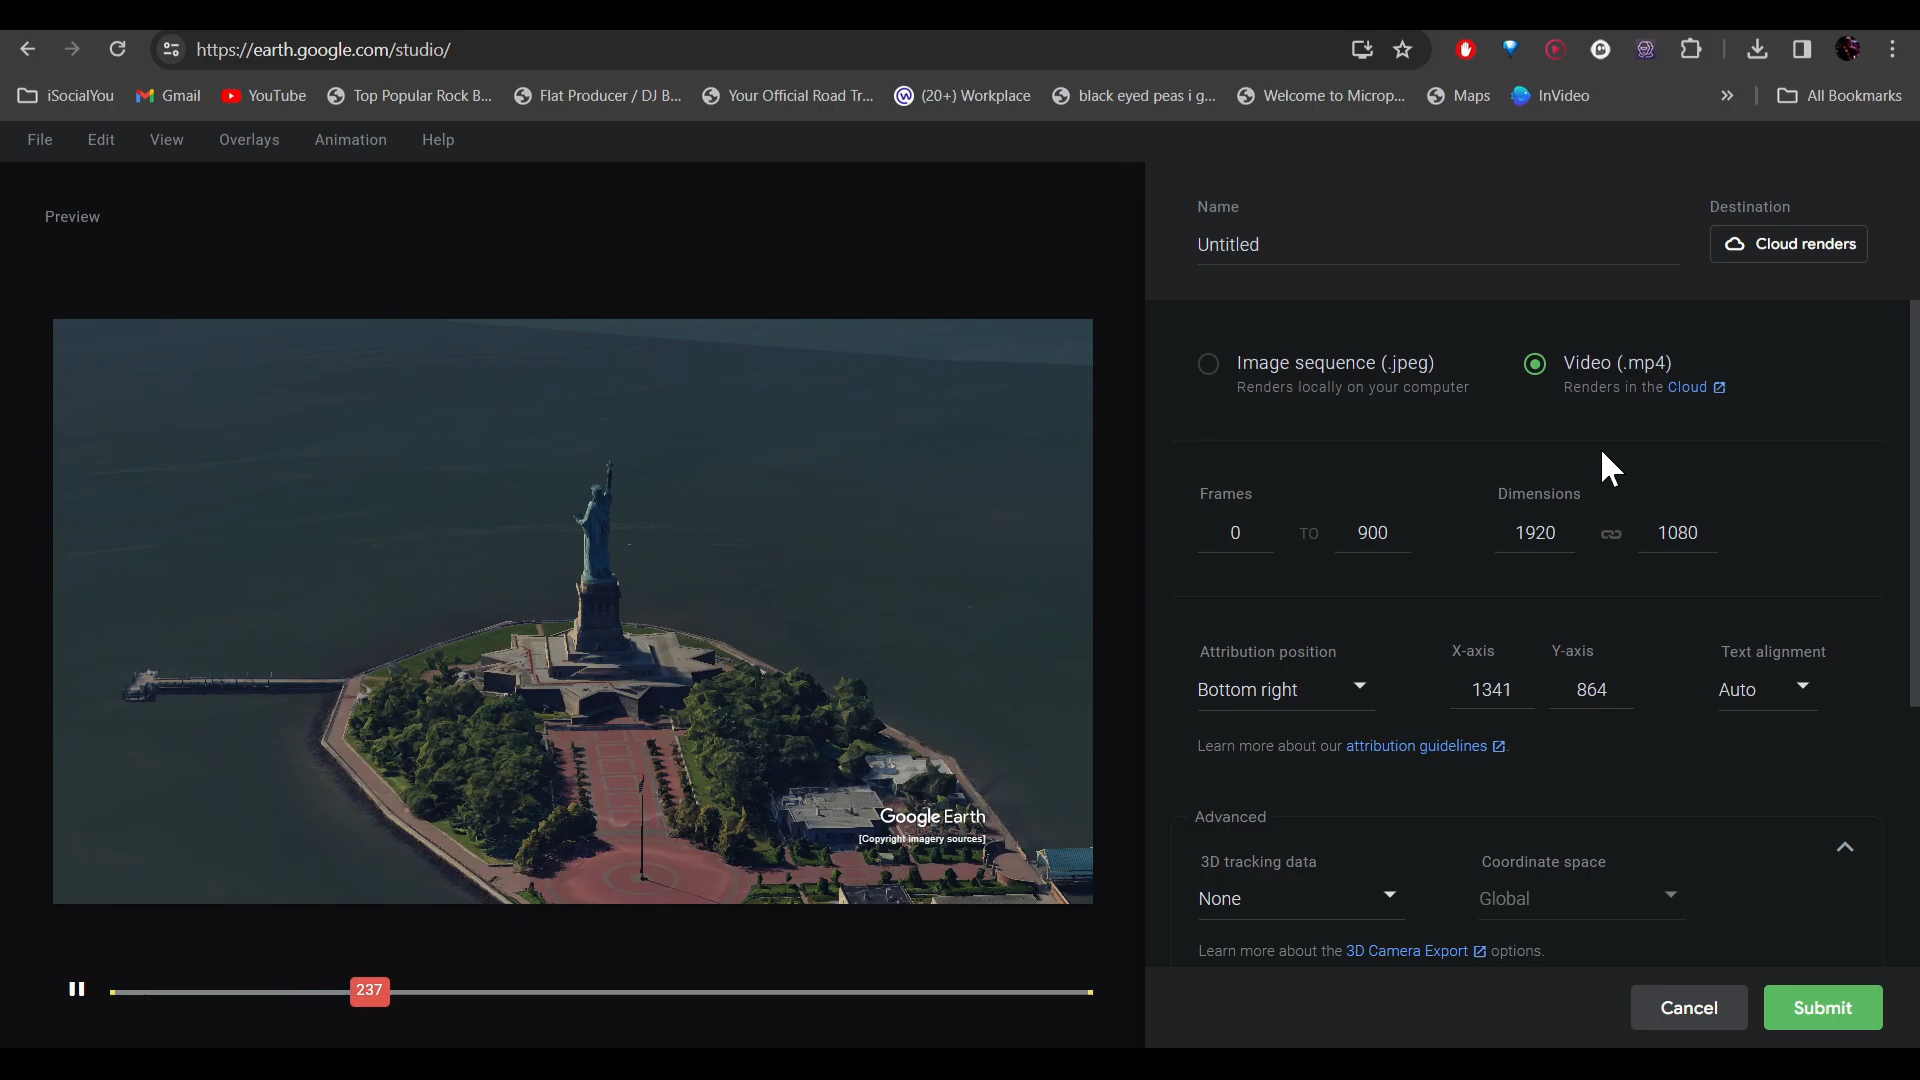 https://earth.google.com/studio/
iSocialYou Gmail YouTube Top Popular Rock B... Flat Producer / DJ B... Your Official Road Tr... (20+) Workplace black eyed peas i g... Welcome to Microp... Maps InVideo » All Bookmarks
File Edit View Overlays Animation Help
Preview
Google Earth
[Copyright imagery sources]
237
Name Destination
Untitled Cloud renders
Image sequence (.jpeg) Video (.mp4)
Renders locally on your computer Renders in the Cloud
Frames Dimensions
0 TO 900 1920 1080
Attribution position X-axis Y-axis Text alignment
Bottom right 1341 864 Auto
Learn more about our attribution guidelines .
Advanced
3D tracking data Coordinate space
None Global
Learn more about the 3D Camera Export options.
Cancel Submit